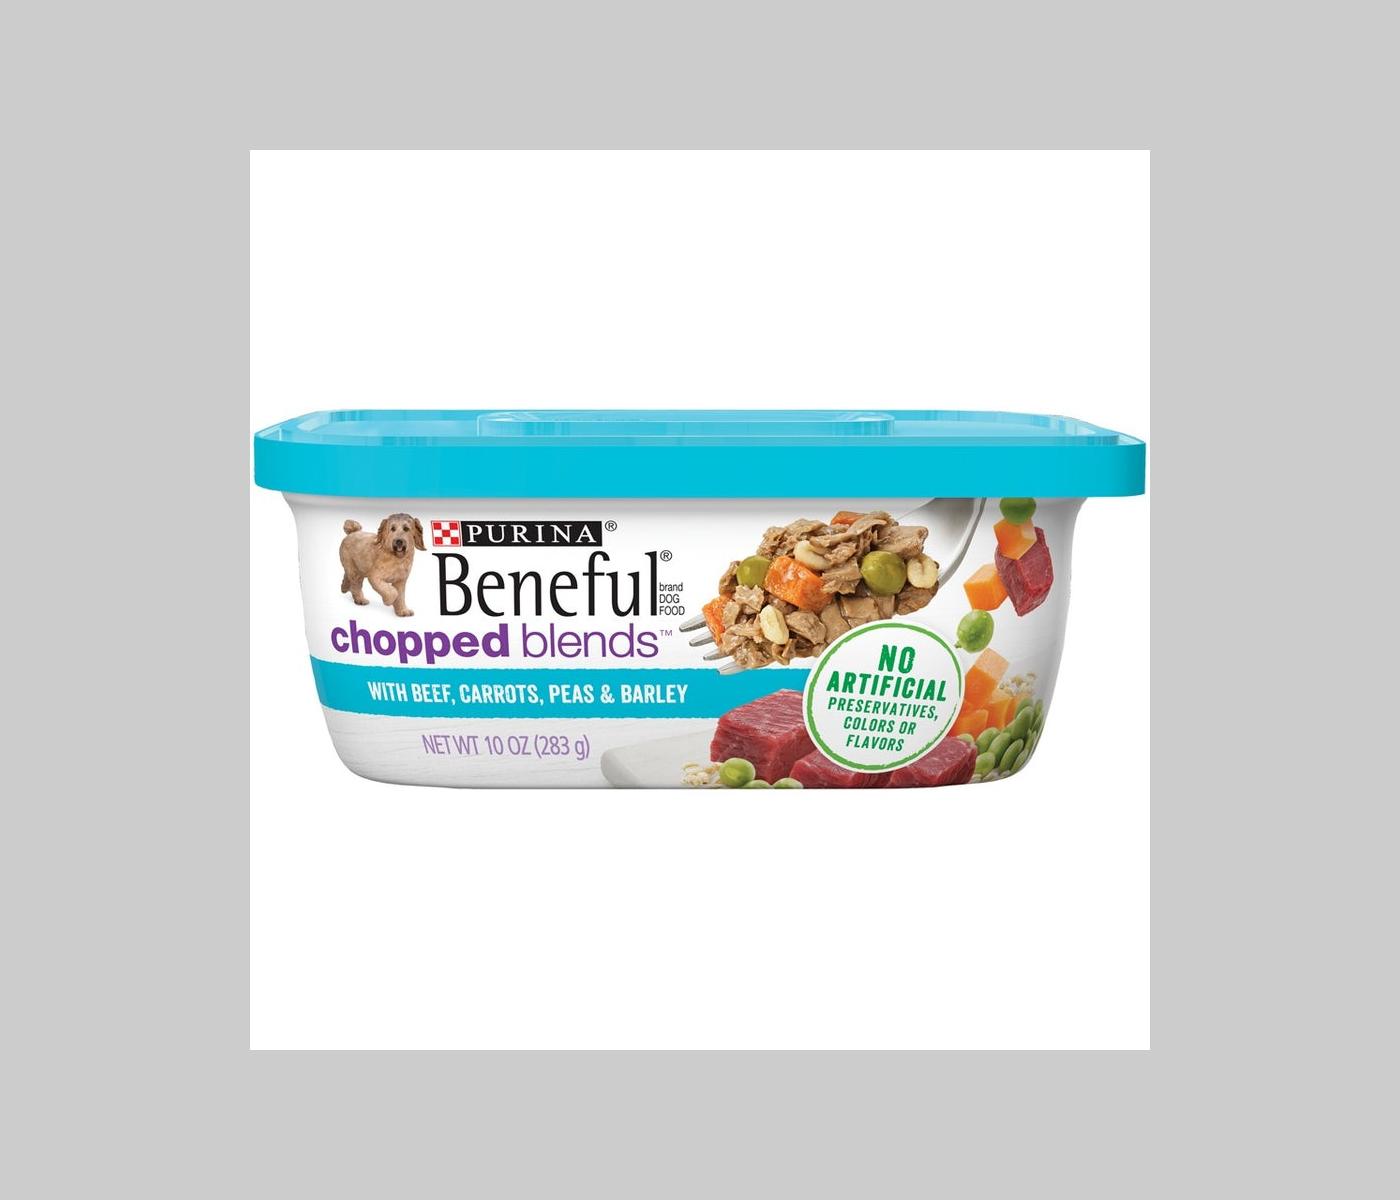 PURINA®
Beneful®
brand
DOG
FOOD
chopped blends™
WITH BEEF, CARROTS, PEAS & BARLEY
NET WT 10 OZ (283 g)
NO
ARTIFICIAL
PRESERVATIVES,
COLORS OR
FLAVORS